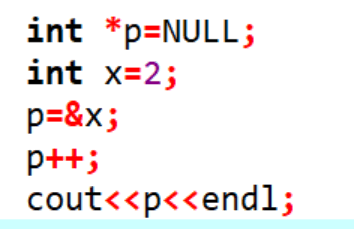 int *p=NULL;
int x=2;
p=&x;
p++;
cout<<p<<endl;